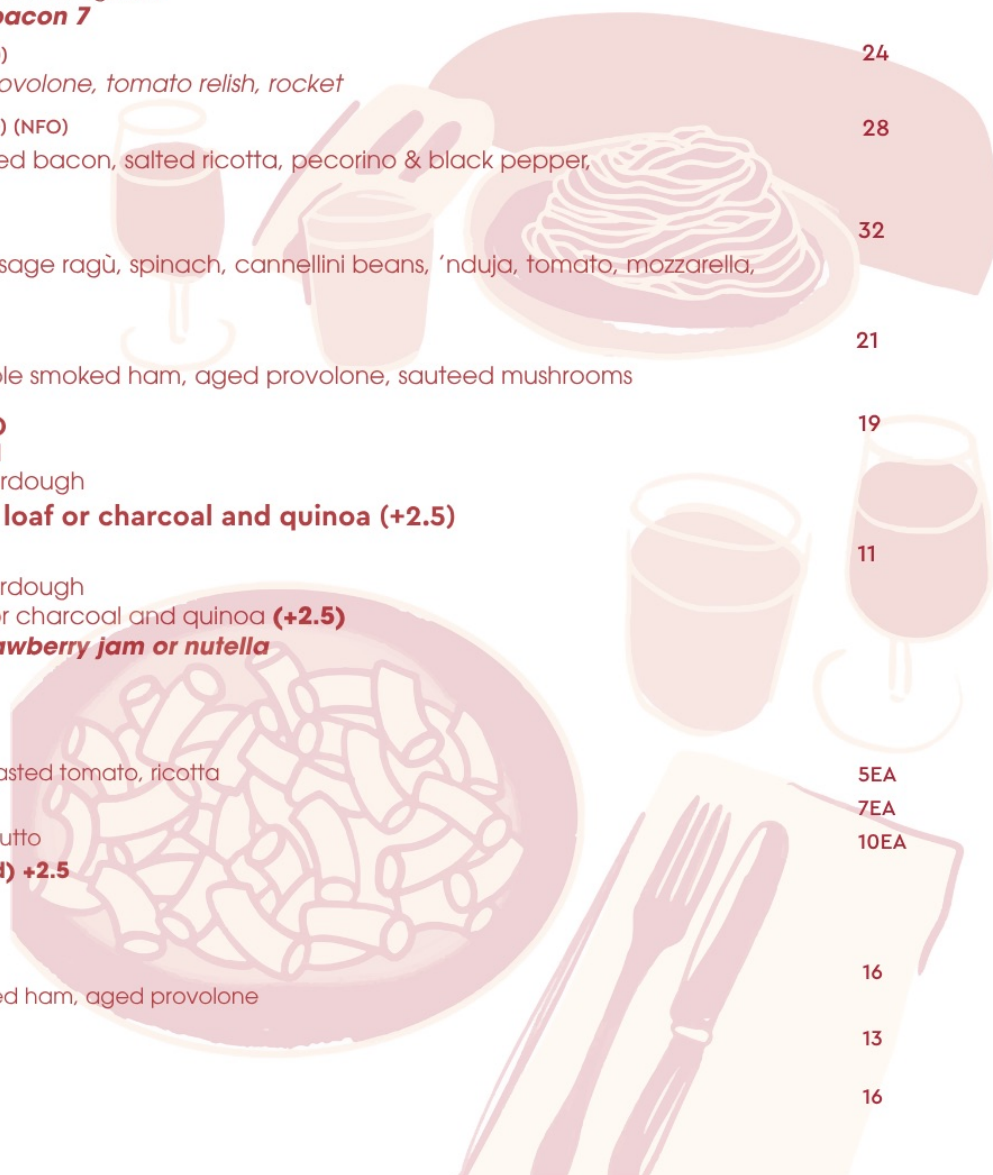 bacon 7
24
ovolone, tomato relish, rocket
) (NFO) 28
ed bacon, salted ricotta, pecorino & black pepper,
32
sage ragù, spinach, cannellini beans, ’nduja, tomato, mozzarella,
21
ole smoked ham, aged provolone, sauteed mushrooms
19
rdough
loaf or charcoal and quinoa (+2.5)
11
rdough
or charcoal and quinoa (+2.5)
awberry jam or nutella
asted tomato, ricotta 5EA
7EA
utto 10EA
d) +2.5
16
ed ham, aged provolone
13
16